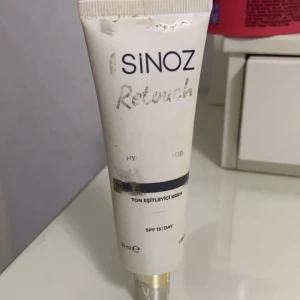 SiNOZ
Retouch
TON EŞİTLEYİCİ KREM
SPF 15 | DAY